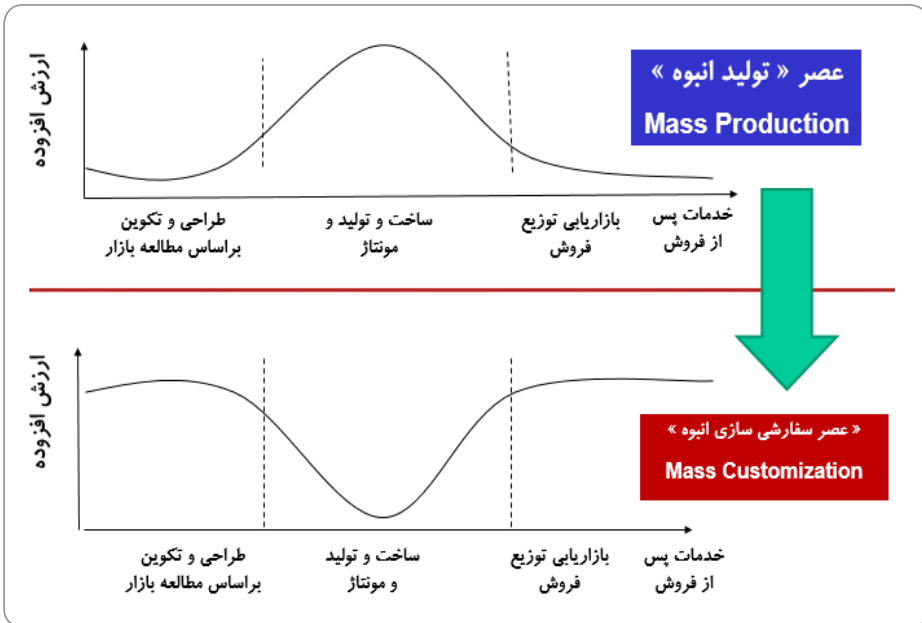 عصر « تولید انبوه »
Mass Production
ارزش افزوده
طراحی و تکوین
براساس مطالعه بازار
ساخت و تولید و
مونتاژ
بازاریابی توزیع
فروش
خدمات پس
از فروش
« عصر سفارشی سازی انبوه »
Mass Customization
ارزش افزوده
طراحی و تکوین
براساس مطالعه بازار
ساخت و تولید
و مونتاژ
بازاریابی توزیع
فروش
خدمات پس
از فروش